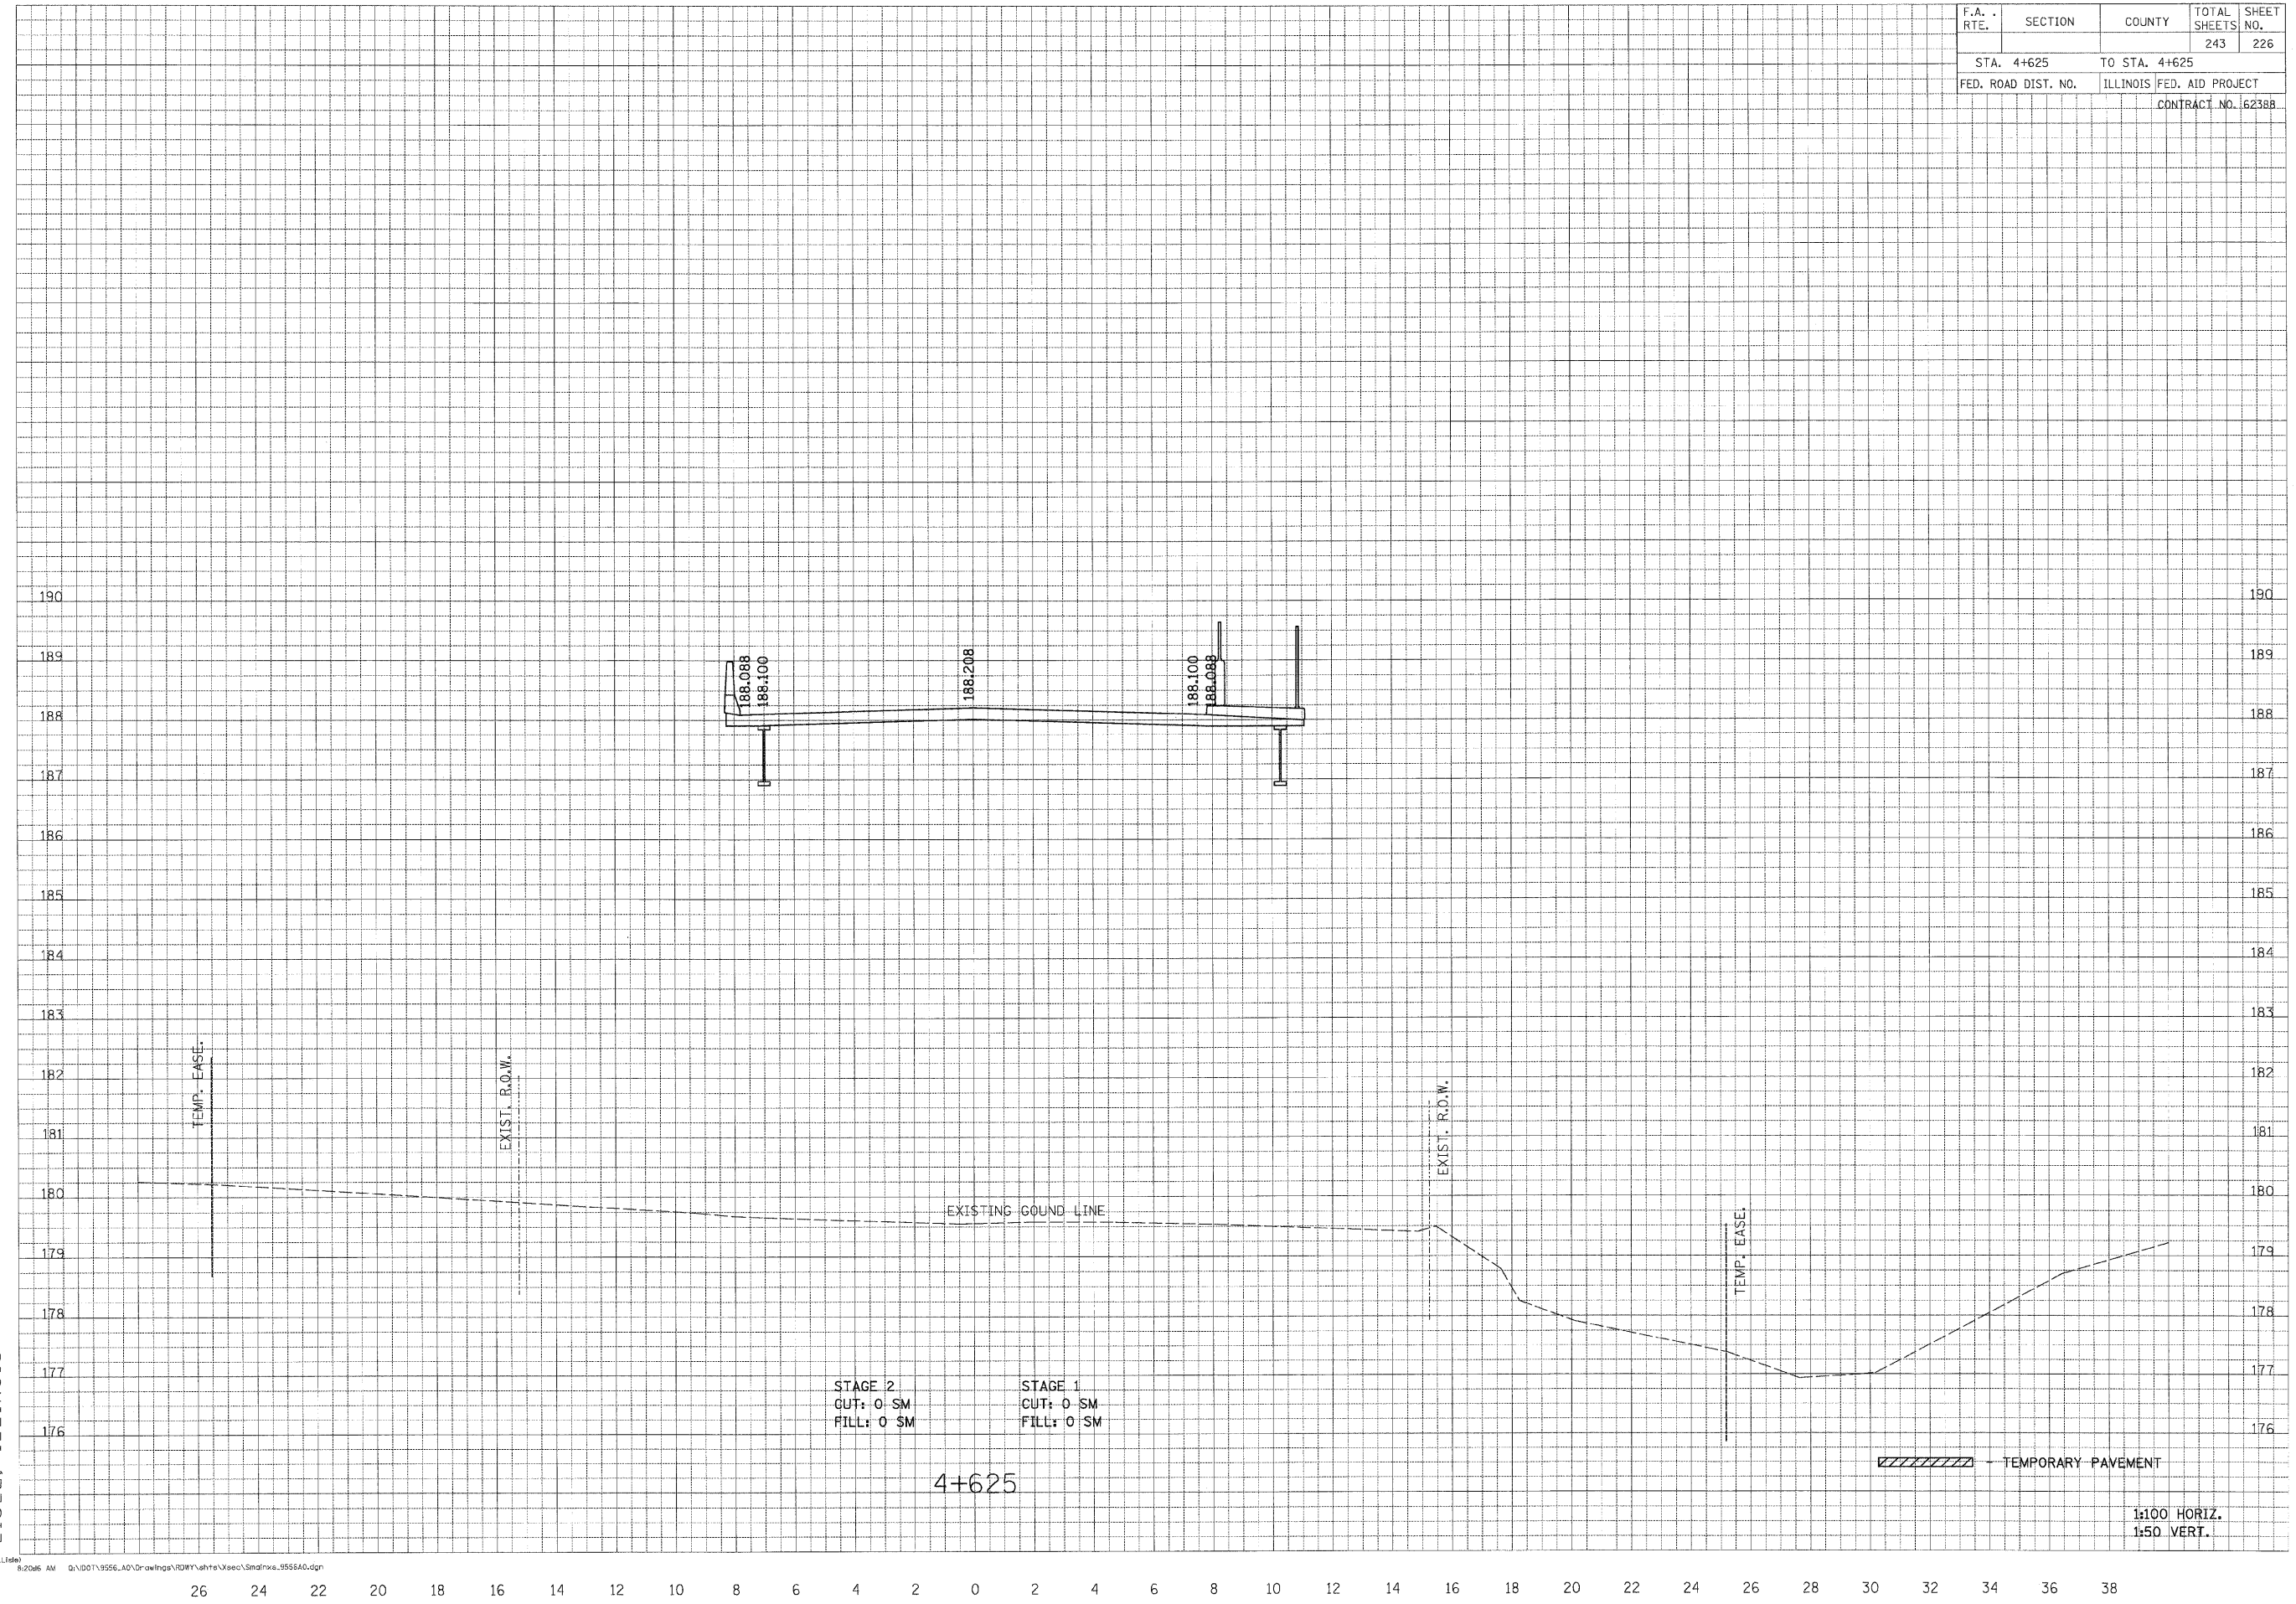 F.A. . RTE. SECTION COUNTY TOTAL SHEETS SHEET NO.
243 226
STA. 4+625 TO STA. 4+625
FED. ROAD DIST. NO. ILLINOIS FED. AID PROJECT
CONTRACT NO. 62388
190 190
189 189
188.088
188.100
188.208
188.100
188.088
188 188
187 187
186 186
185 185
184 184
183 183
182 182
TEMP. EASE.
EXIST. R.O.W.
EXIST. R.O.W.
181 181
180 180
EXISTING GOUND LINE
TEMP. EASE.
179 179
178 178
177 177
STAGE 2
CUT: 0 SM
FILL: 0 SM
STAGE 1
CUT: 0 SM
FILL: 0 SM
176 176
- TEMPORARY PAVEMENT
4+625
1:100 HORIZ.
1:50 VERT.
26 24 22 20 18 16 14 12 10 8 6 4 2 0 2 4 6 8 10 12 14 16 18 20 22 24 26 28 30 32 34 36 38